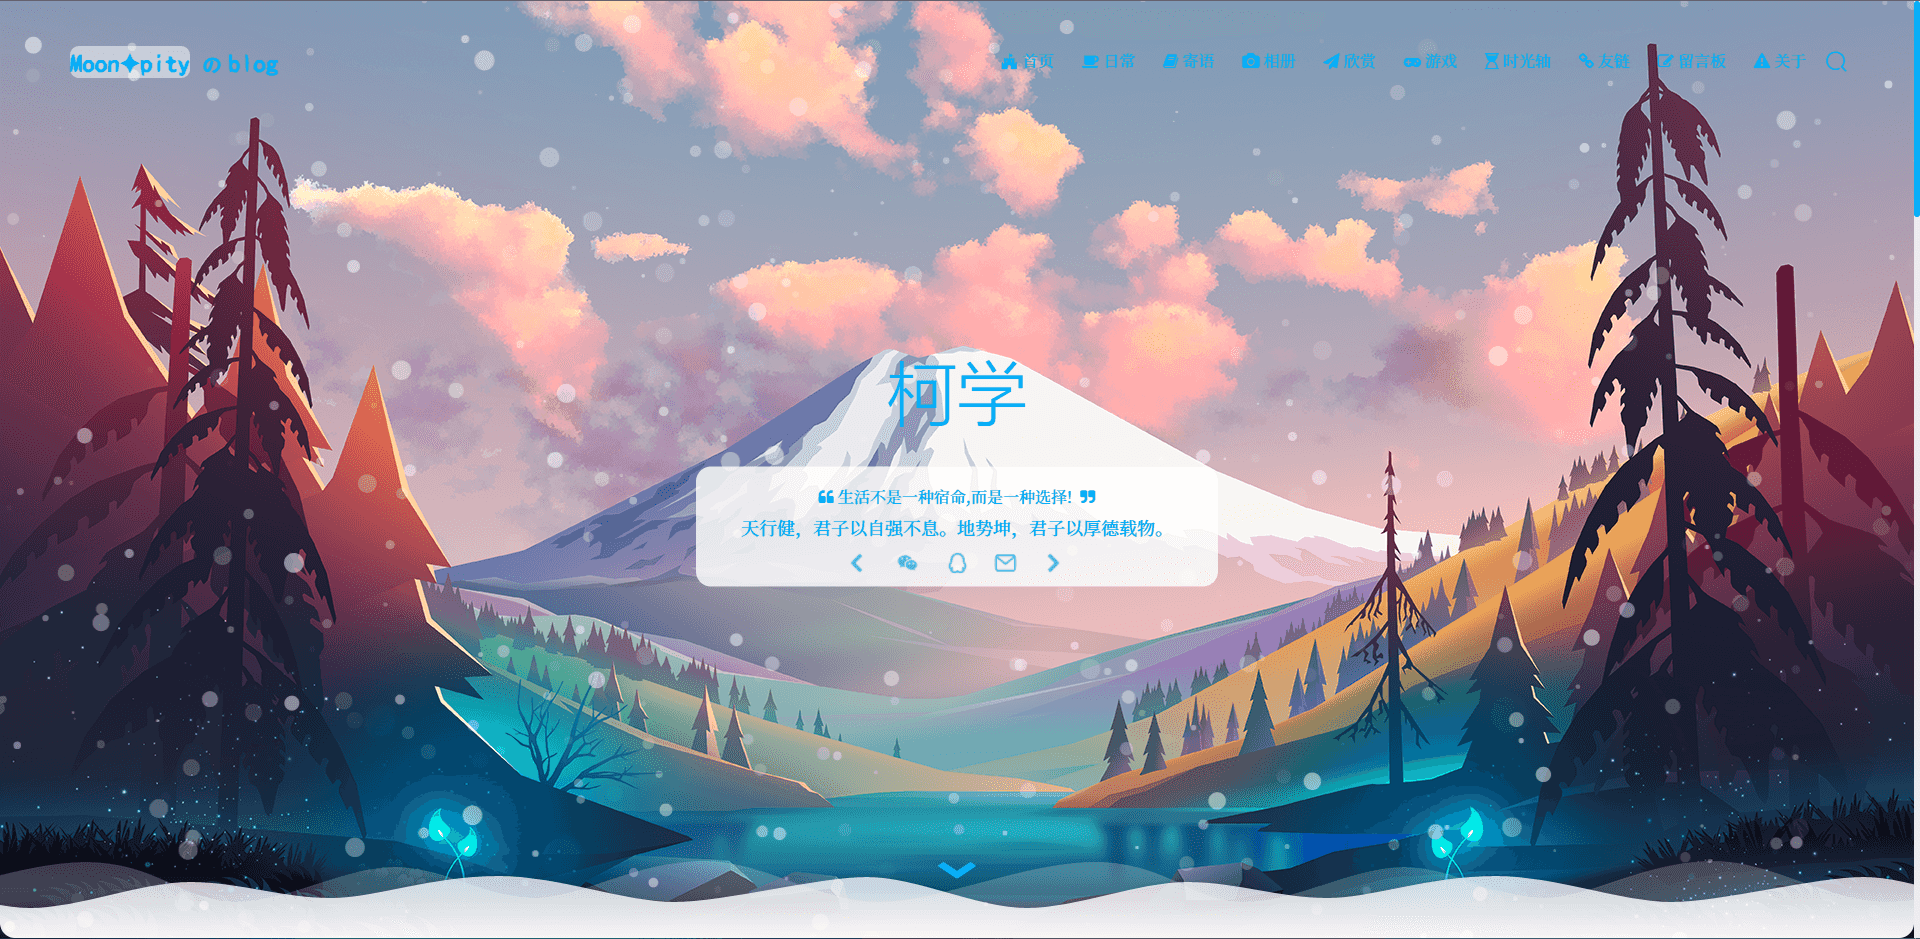 Moon✦pity の blog
首页 日常 寄语 相册 欣赏 游戏 时光轴 友链 留言板 关于
柯学
❝ 生活不是一种宿命,而是一种选择! ❞
天行健，君子以自强不息。地势坤，君子以厚德载物。